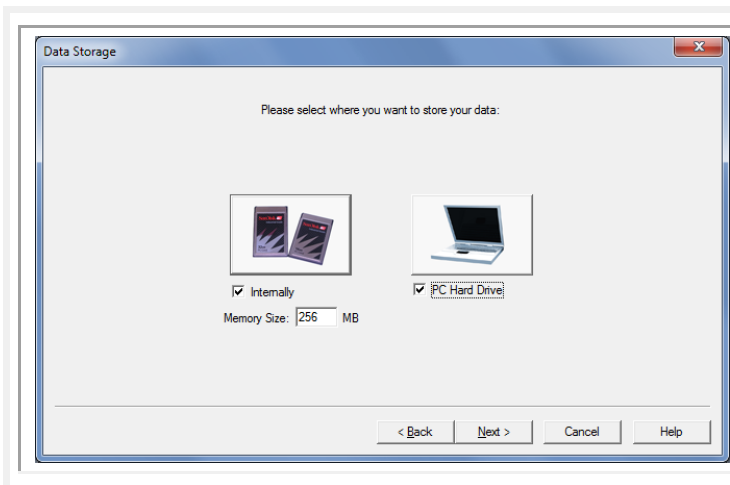 Data Storage
Please select where you want to store your data:
Internally
PC Hard Drive
Memory Size: 256 MB
< Back Next > Cancel Help